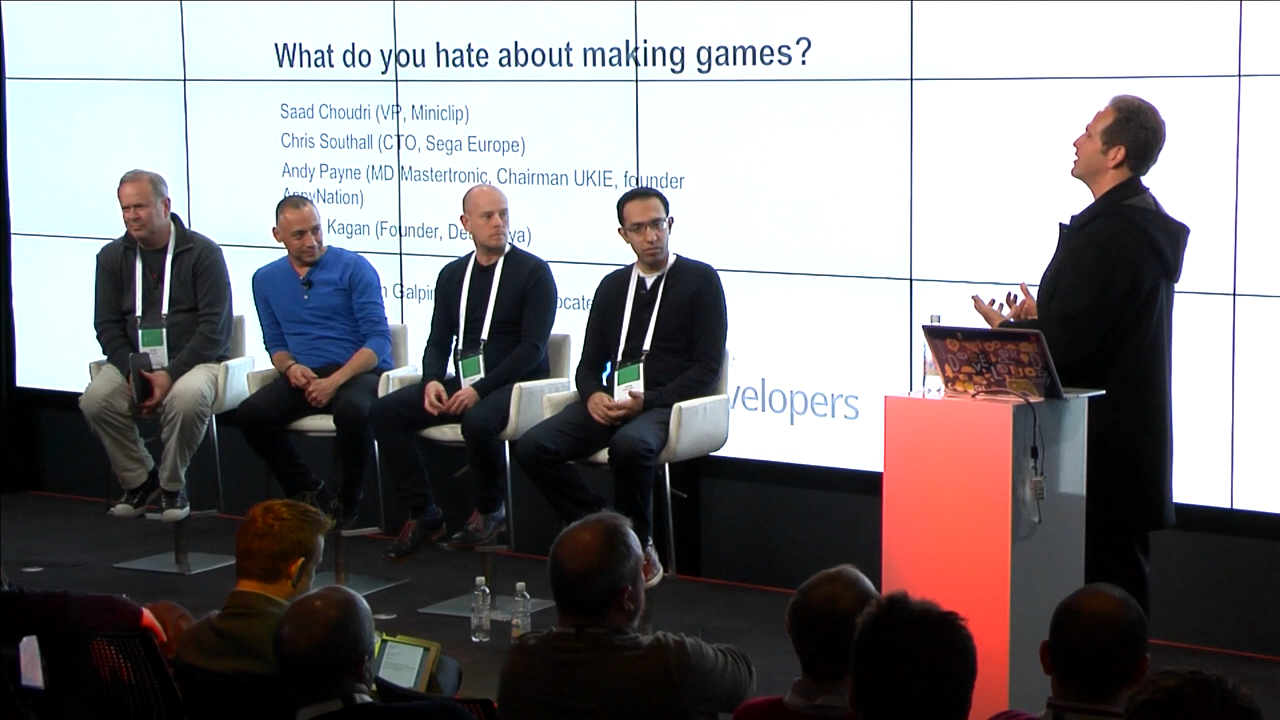 What do you hate about making games?
Saad Choudri (VP, Miniclip)
Chris Southall (CTO, Sega Europe)
Andy Payne (MD Mastertronic, Chairman UKIE, founder
AppyNation)
Kagan (Founder,
Galpin
velopers